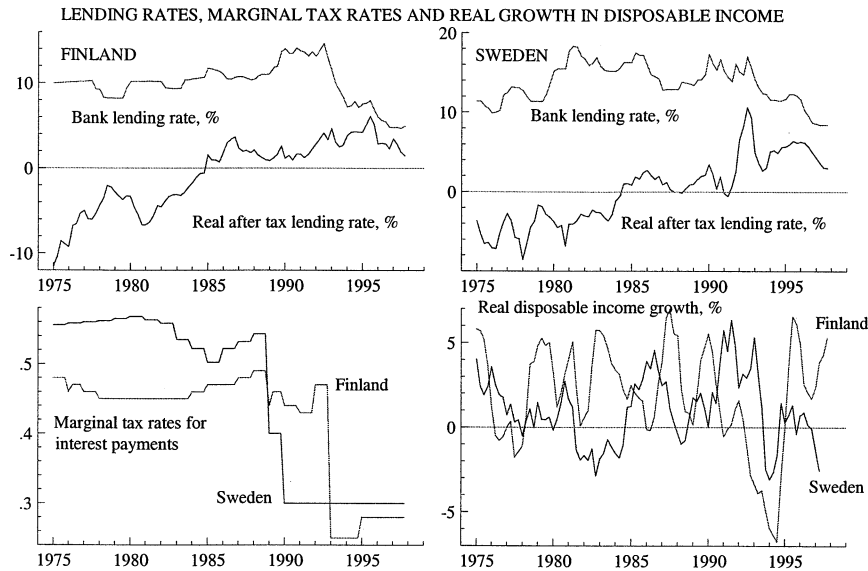 LENDING RATES, MARGINAL TAX RATES AND REAL GROWTH IN DISPOSABLE INCOME
FINLAND
10
Bank lending rate, %
0
Real after tax lending rate, %
-10
1975 1980 1985 1990 1995
20
SWEDEN
10
Bank lending rate, %
0
Real after tax lending rate, %
1975 1980 1985 1990 1995
.5
Finland
.4
Marginal tax rates for
interest payments
Sweden
.3
1975 1980 1985 1990 1995
Real disposable income growth, %
Finland
5
0
Sweden
-5
1975 1980 1985 1990 1995